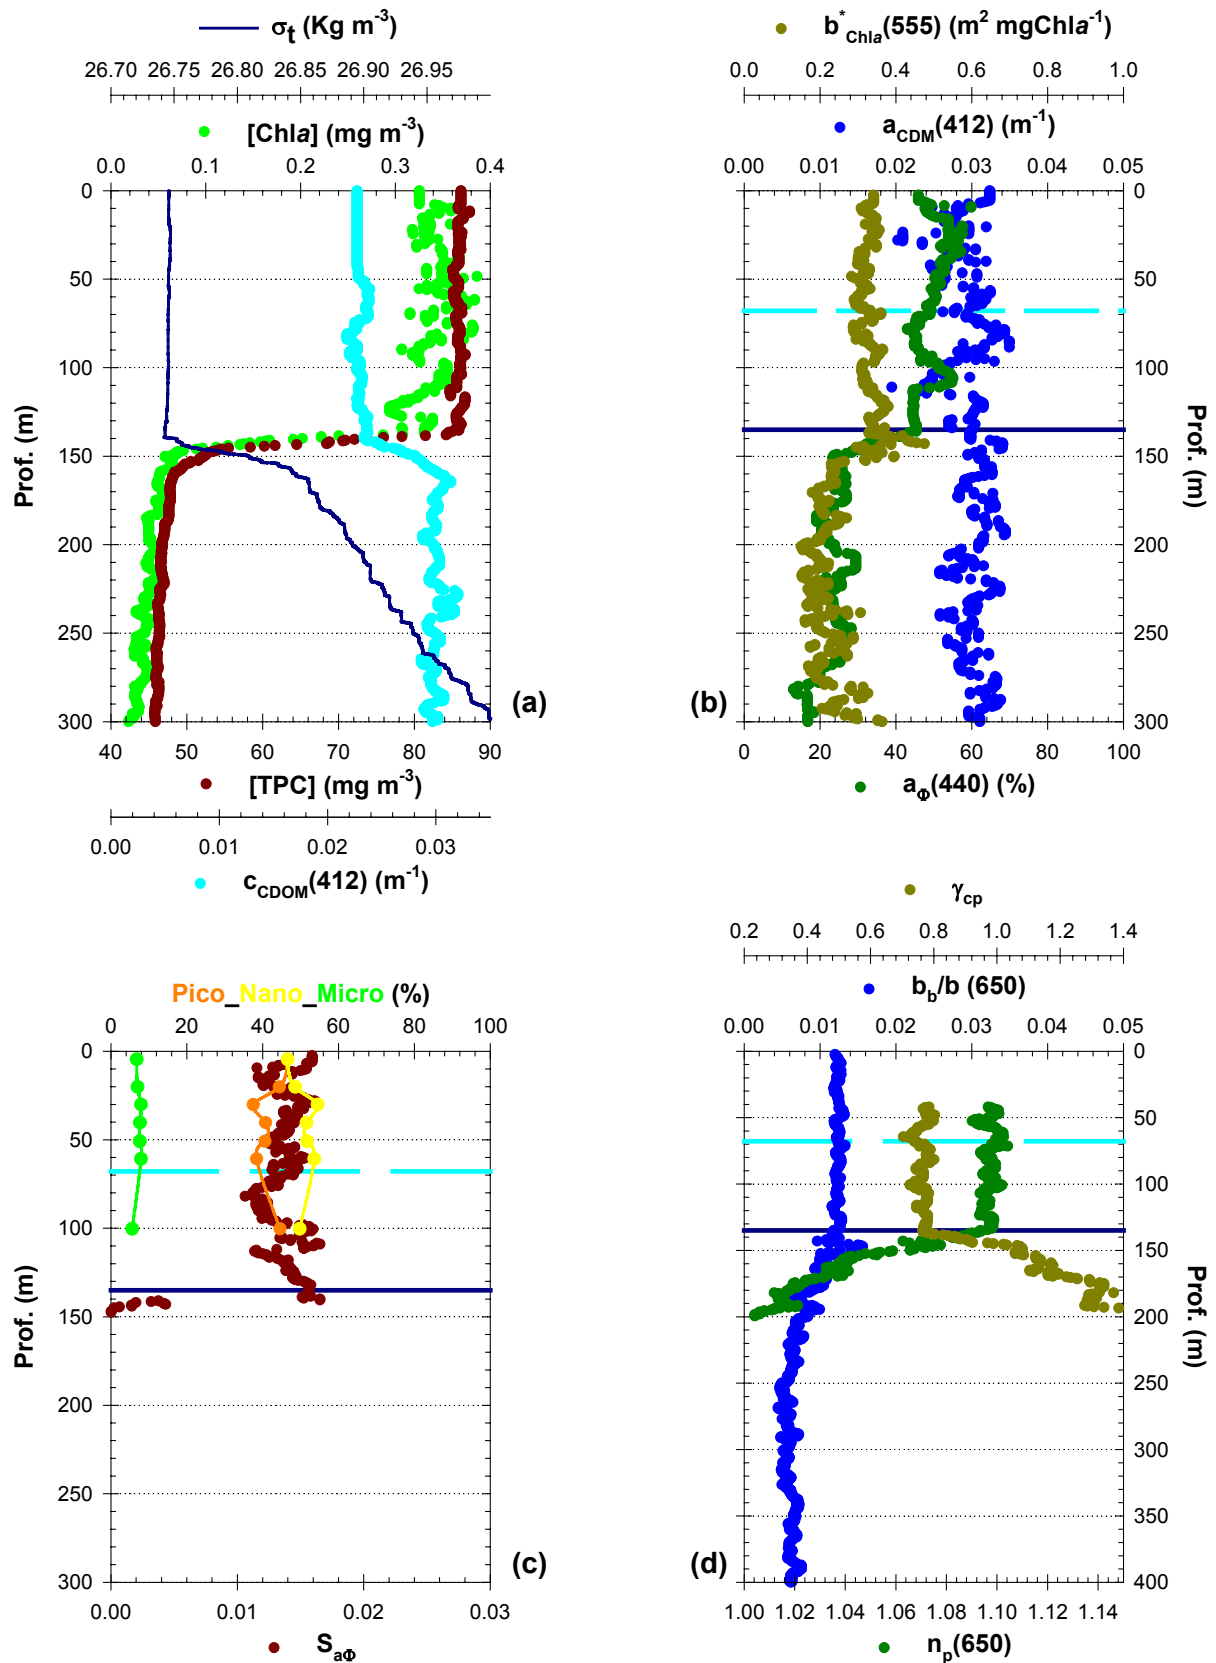 σt (Kg m-3)
26.70 26.75 26.80 26.85 26.90 26.95
[Chla] (mg m-3)
0.0 0.1 0.2 0.3 0.4
0
50
100
150
200
250
300
Prof. (m)
(a)
40 50 60 70 80 90
[TPC] (mg m-3)
0.00 0.01 0.02 0.03
cCDOM(412) (m-1)
b*Chla(555) (m2 mgChla-1)
0.0 0.2 0.4 0.6 0.8 1.0
aCDM(412) (m-1)
0.00 0.01 0.02 0.03 0.04 0.05
0
50
100
150
200
250
300
Prof. (m)
(b)
0 20 40 60 80 100
aΦ(440) (%)
Pico_Nano_Micro (%)
0 20 40 60 80 100
0
50
100
150
200
250
300
Prof. (m)
(c)
0.00 0.01 0.02 0.03
SaΦ
γcp
0.2 0.4 0.6 0.8 1.0 1.2 1.4
bb/b (650)
0.00 0.01 0.02 0.03 0.04 0.05
0
50
100
150
200
250
300
350
400
Prof. (m)
(d)
1.00 1.02 1.04 1.06 1.08 1.10 1.12 1.14
np(650)